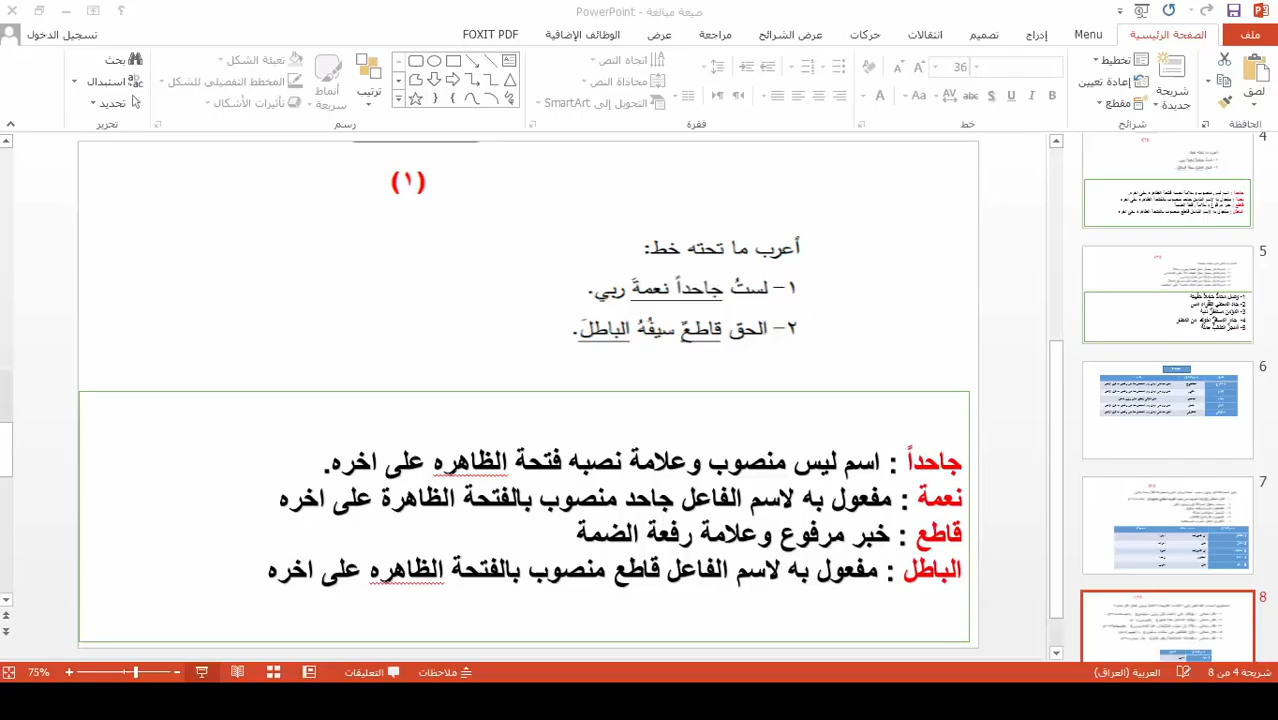 صيغة مبالغة - PowerPoint
ملف
الصفحة الرئيسية
Menu
إدراج
تصميم
انتقالات
حركات
عرض الشرائح
مراجعة
عرض
الوظائف الإضافية
FOXIT PDF
تسجيل الدخول
لصق
الحافظة
شريحة جديدة
تخطيط
إعادة تعيين
مقطع
شرائح
36
B I U S abc AV Aa A
خط
اتجاه النص
محاذاة النص
التحويل إلى SmartArt
فقرة
ترتيب
أنماط سريعة
تعبئة الشكل
المخطط التفصيلي للشكل
تأثيرات الأشكال
رسم
بحث
استبدال
تحديد
تحرير
(١)
أعرب ما تحته خط:
١- لستُ جاحداً نعمةَ ربي.
٢- الحق قاطعٌ سيفُهُ الباطلَ.
جاحداً : اسم ليس منصوب وعلامة نصبه فتحة الظاهره على اخره.
نعمة : مفعول به لاسم الفاعل جاحد منصوب بالفتحة الظاهرة على اخره
قاطع : خبر مرفوع وعلامة رفعة الضمة
الباطل : مفعول به لاسم الفاعل قاطع منصوب بالفتحة الظاهره على اخره
4
5
6
7
8
شريحة 4 من 8
العربية (العراق)
ملاحظات
التعليقات
75%